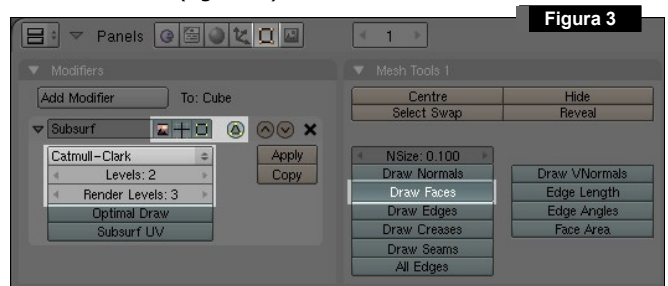 Figura 3
Panels
1
Modifiers
Add Modifier To: Cube
Subsurf
Catmull-Clark
Levels: 2
Render Levels: 3
Optimal Draw
Subsurf UV
Apply
Copy
Mesh Tools 1
Centre Hide
Select Swap Reveal
NSize: 0.100
Draw Normals
Draw Faces
Draw Edges
Draw Creases
Draw Seams
All Edges
Draw VNormals
Edge Length
Edge Angles
Face Area